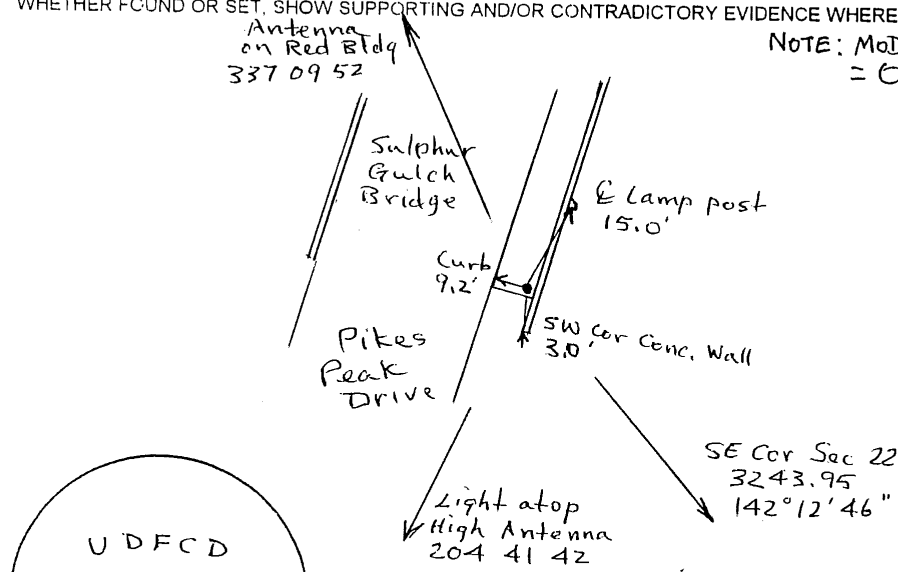 WHETHER FOUND OR SET, SHOW SUPPORTING AND/OR CONTRADICTORY EVIDENCE WHERE
Antenna
on Red Bldg
337 09 52
NOTE: MOD
=
Sulphur
Gulch
Bridge
℄ Lamp post
15.0'
Curb
9.2'
SW Cor Conc. Wall
3.0'
Pikes
Peak
Drive
SE Cor Sec 22
3243.95
142°12'46"
Light atop
High Antenna
204 41 42
UDFCD